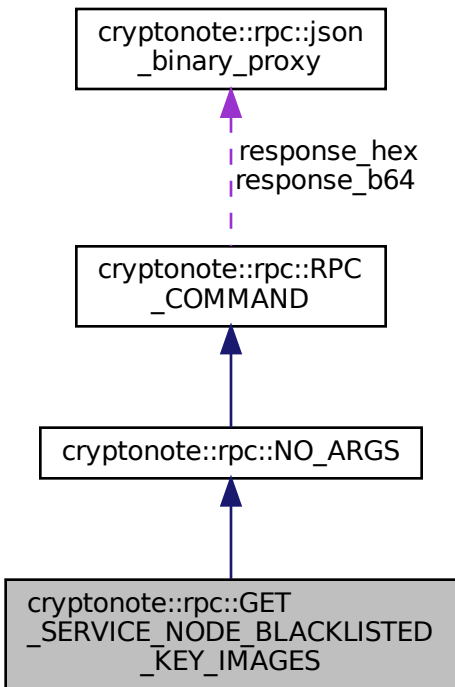 cryptonote::rpc::json
_binary_proxy
response_hex
response_b64
cryptonote::rpc::RPC
_COMMAND
cryptonote::rpc::NO_ARGS
cryptonote::rpc::GET
_SERVICE_NODE_BLACKLISTED
_KEY_IMAGES